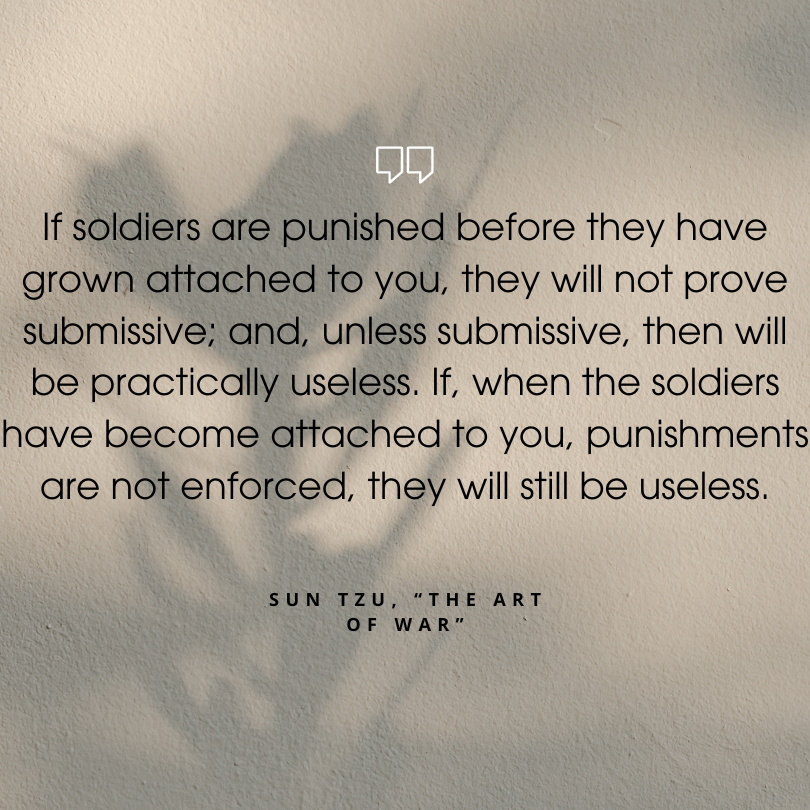 If soldiers are punished before they have
grown attached to you, they will not prove
submissive; and, unless submissive, then will
be practically useless. If, when the soldiers
have become attached to you, punishments
are not enforced, they will still be useless.
SUN TZU, “THE ART
OF WAR”